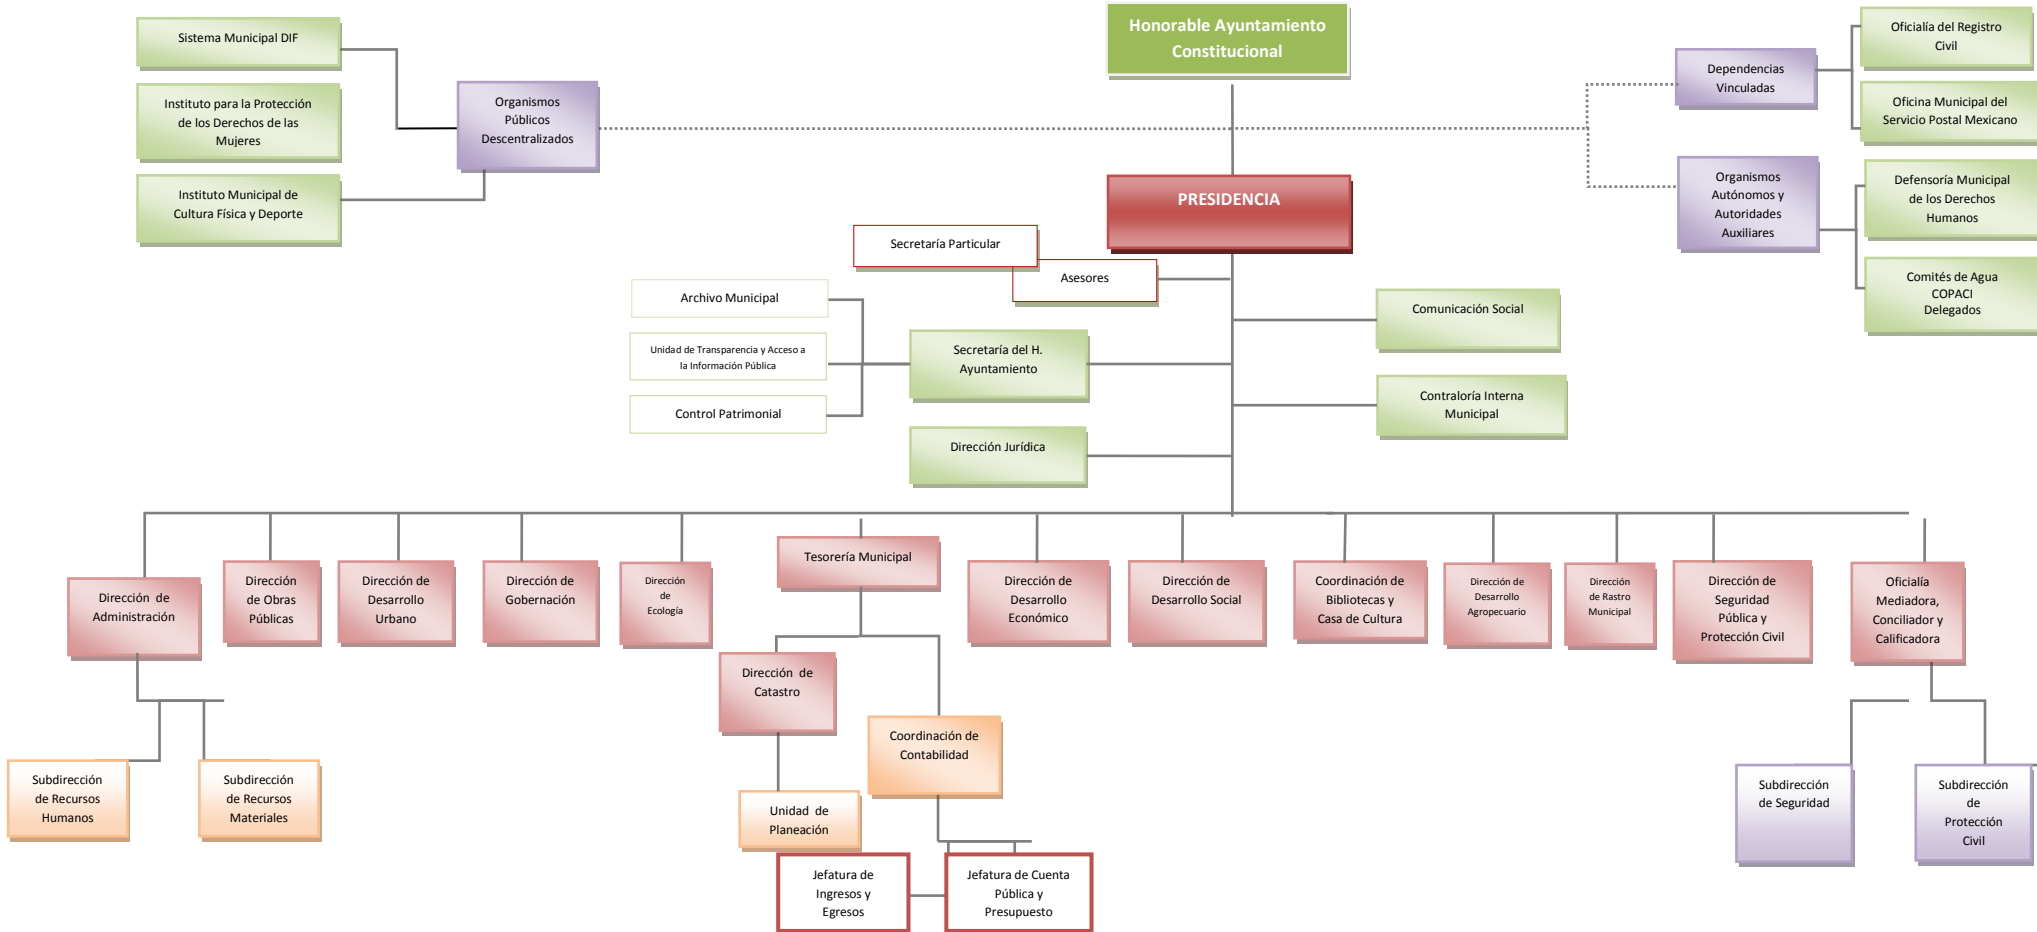 Honorable Ayuntamiento
Constitucional
Sistema Municipal DIF
Instituto para la Protección
de los Derechos de las
Mujeres
Instituto Municipal de
Cultura Física y Deporte
Organismos
Públicos
Descentralizados
Dependencias
Vinculadas
Oficialía del Registro
Civil
Oficina Municipal del
Servicio Postal Mexicano
Organismos
Autónomos y
Autoridades
Auxiliares
Defensoría Municipal
de los Derechos
Humanos
Comités de Agua
COPACI
Delegados
PRESIDENCIA
Secretaría Particular
Asesores
Archivo Municipal
Unidad de Transparencia y Acceso a
la Información Pública
Control Patrimonial
Secretaría del H.
Ayuntamiento
Dirección Jurídica
Comunicación Social
Contraloría Interna
Municipal
Dirección de
Administración
Dirección
de Obras
Públicas
Dirección de
Desarrollo
Urbano
Dirección de
Gobernación
Dirección
de
Ecología
Tesorería Municipal
Dirección de
Desarrollo
Económico
Dirección de
Desarrollo Social
Coordinación de
Bibliotecas y
Casa de Cultura
Dirección de
Desarrollo
Agropecuario
Dirección
de Rastro
Municipal
Dirección de
Seguridad
Pública y
Protección Civil
Oficialía
Mediadora,
Conciliador y
Calificadora
Dirección de
Catastro
Coordinación de
Contabilidad
Subdirección
de Recursos
Humanos
Subdirección
de Recursos
Materiales
Unidad de
Planeación
Jefatura de
Ingresos y
Egresos
Jefatura de Cuenta
Pública y
Presupuesto
Subdirección
de Seguridad
Subdirección
de
Protección
Civil